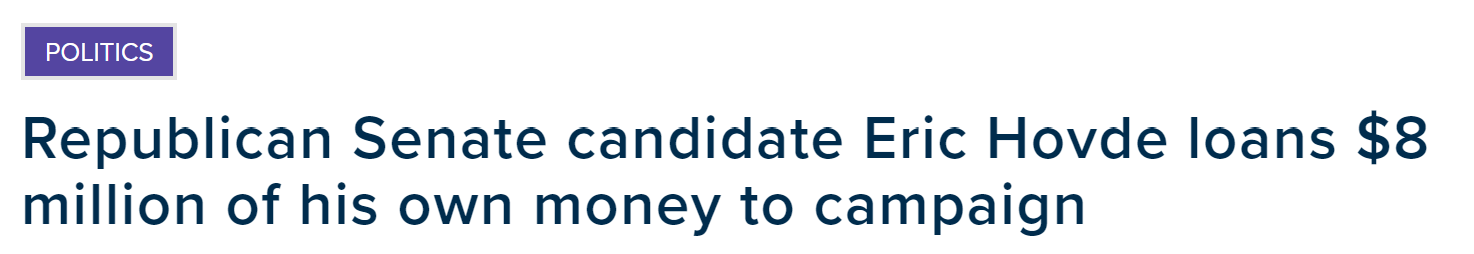 POLITICS
Republican Senate candidate Eric Hovde loans $8
million of his own money to campaign